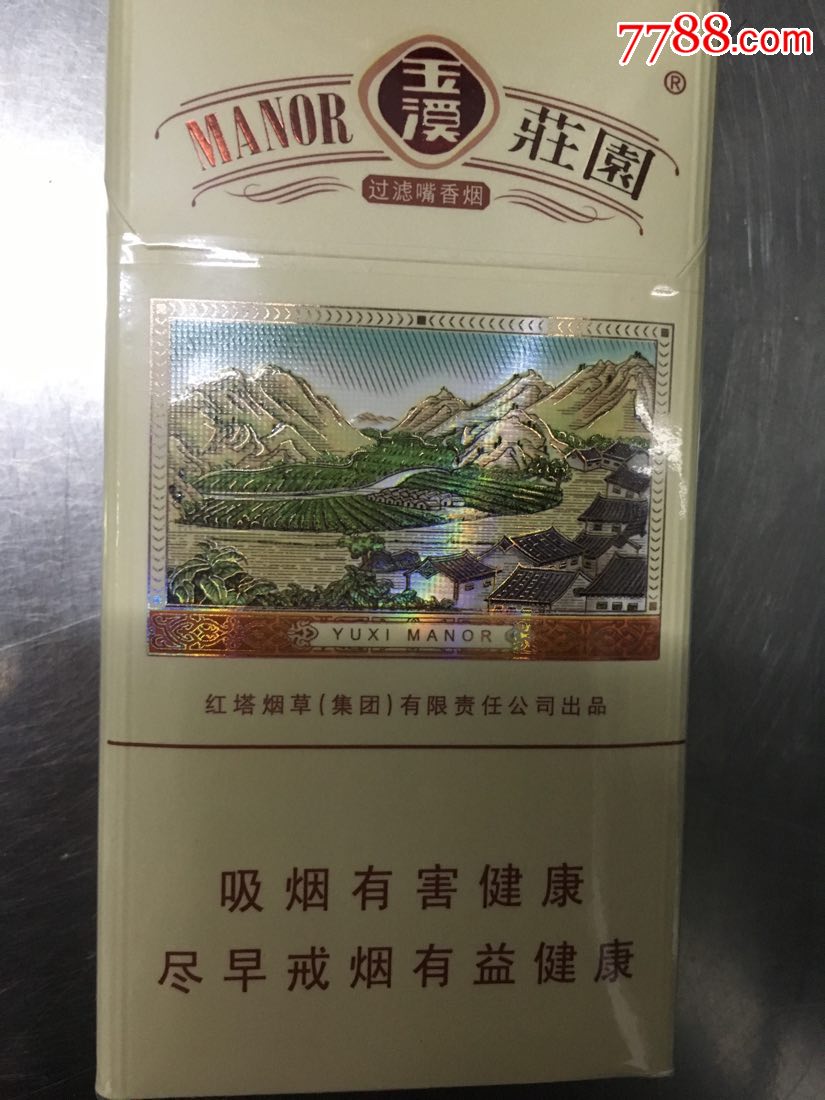 7788.com
MANOR 玉溪 莊園 ®
过滤嘴香烟
YUXI MANOR
红塔烟草(集团)有限责任公司出品
吸烟有害健康
尽早戒烟有益健康